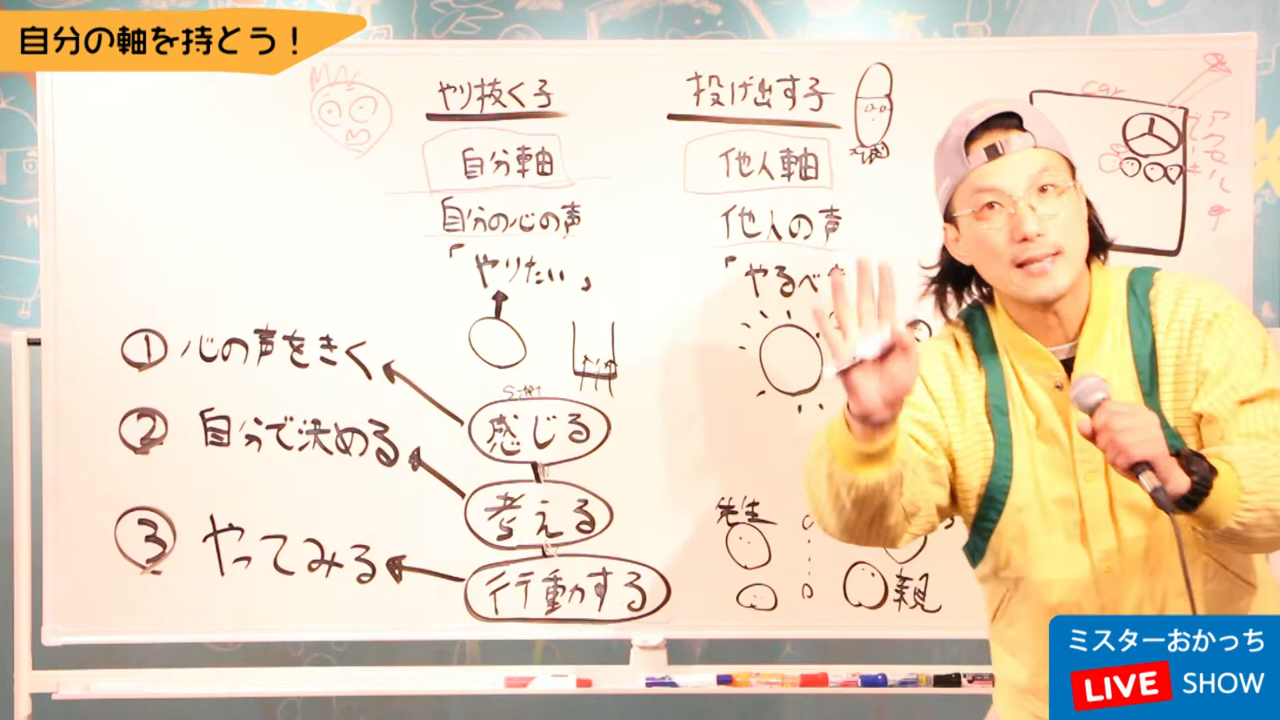 自分の軸を持とう！
やり抜く子
自分軸
自分の心の声
「やりたい」
① 心の声をきく
② 自分で決める
③ やってみる
感じる
考える
行動する
投げ出す子
他人軸
他人の声
「やるべ
先生
親
car
ミスターおかっち
LIVE SHOW